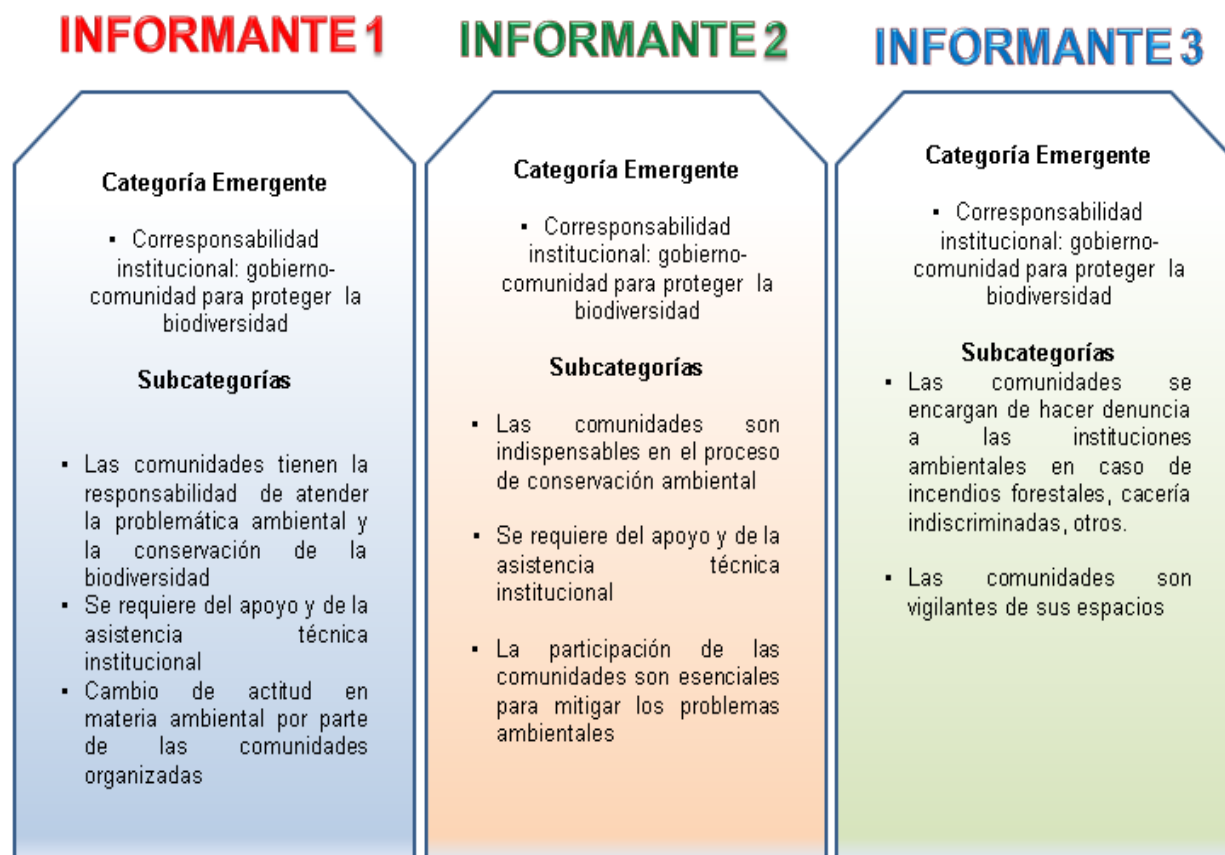 INFORMANTE 1
Categoría Emergente
▪ Corresponsabilidad
institucional: gobierno-
comunidad para proteger la
biodiversidad
Subcategorías
▪ Las comunidades tienen la
responsabilidad de atender
la problemática ambiental y
la conservación de la
biodiversidad
▪ Se requiere del apoyo y de la
asistencia técnica
institucional
▪ Cambio de actitud en
materia ambiental por parte
de las comunidades
organizadas
INFORMANTE 2
Categoría Emergente
▪ Corresponsabilidad
institucional: gobierno-
comunidad para proteger la
biodiversidad
Subcategorías
▪ Las comunidades son
indispensables en el proceso
de conservación ambiental
▪ Se requiere del apoyo y de la
asistencia técnica
institucional
▪ La participación de las
comunidades son esenciales
para mitigar los problemas
ambientales
INFORMANTE 3
Categoría Emergente
▪ Corresponsabilidad
institucional: gobierno-
comunidad para proteger la
biodiversidad
Subcategorías
▪ Las comunidades se
encargan de hacer denuncia
a las instituciones
ambientales en caso de
incendios forestales, cacería
indiscriminadas, otros.
▪ Las comunidades son
vigilantes de sus espacios